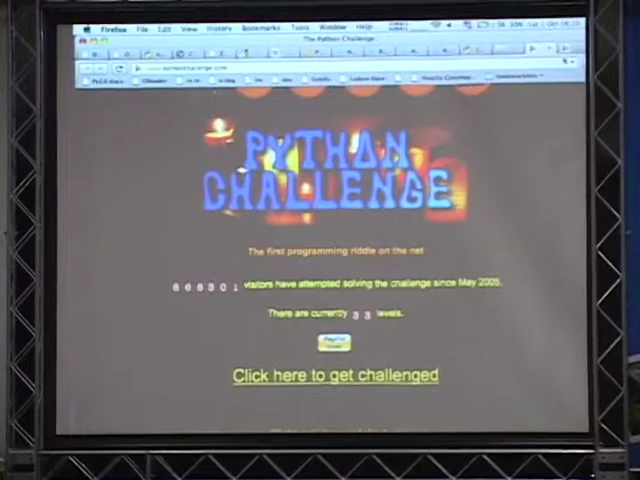 Firefox File Edit View History Bookmarks Tools Window Help
The Python Challenge
PYTHON
CHALLENGE
The first programming riddle on the net
868301 visitors have attempted solving the challenge since May 2005.
There are currently 33 levels.
PayPal
Click here to get challenged